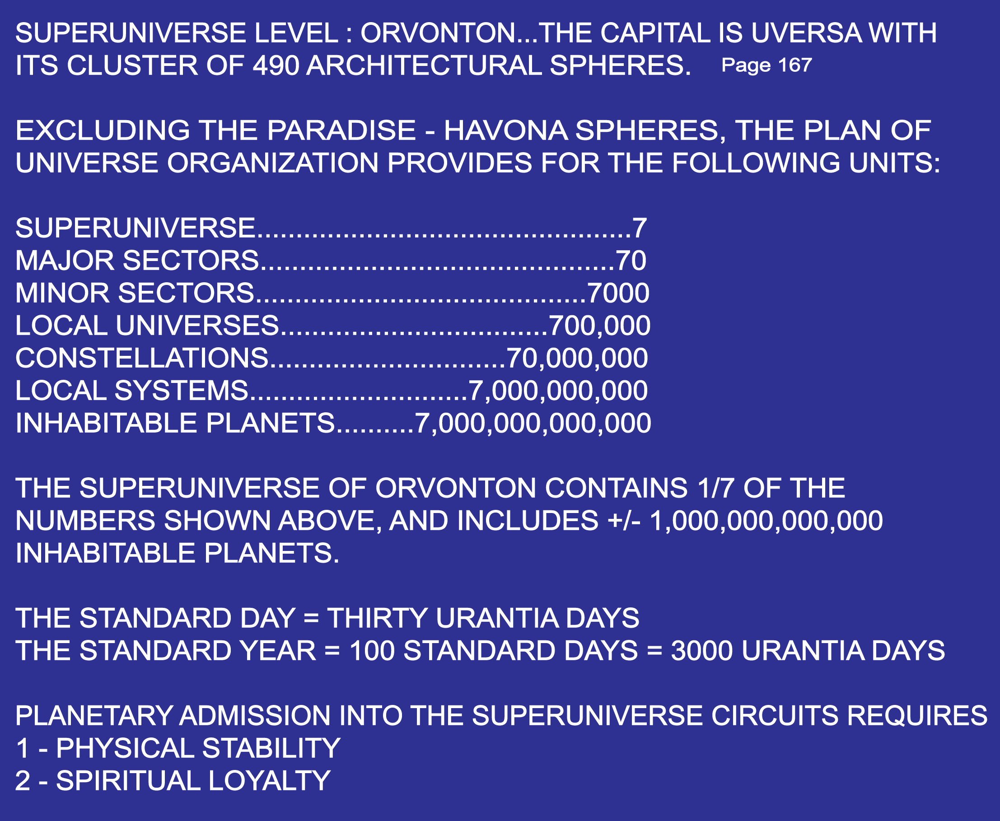 SUPERUNIVERSE LEVEL : ORVONTON...THE CAPITAL IS UVERSA WITH
ITS CLUSTER OF 490 ARCHITECTURAL SPHERES. Page 167
EXCLUDING THE PARADISE - HAVONA SPHERES, THE PLAN OF
UNIVERSE ORGANIZATION PROVIDES FOR THE FOLLOWING UNITS:
SUPERUNIVERSE................................................7
MAJOR SECTORS.............................................70
MINOR SECTORS..........................................7000
LOCAL UNIVERSES..................................700,000
CONSTELLATIONS..............................70,000,000
LOCAL SYSTEMS............................7,000,000,000
INHABITABLE PLANETS..........7,000,000,000,000
THE SUPERUNIVERSE OF ORVONTON CONTAINS 1/7 OF THE
NUMBERS SHOWN ABOVE, AND INCLUDES +/- 1,000,000,000,000
INHABITABLE PLANETS.
THE STANDARD DAY = THIRTY URANTIA DAYS
THE STANDARD YEAR = 100 STANDARD DAYS = 3000 URANTIA DAYS
PLANETARY ADMISSION INTO THE SUPERUNIVERSE CIRCUITS REQUIRES
1 - PHYSICAL STABILITY
2 - SPIRITUAL LOYALTY